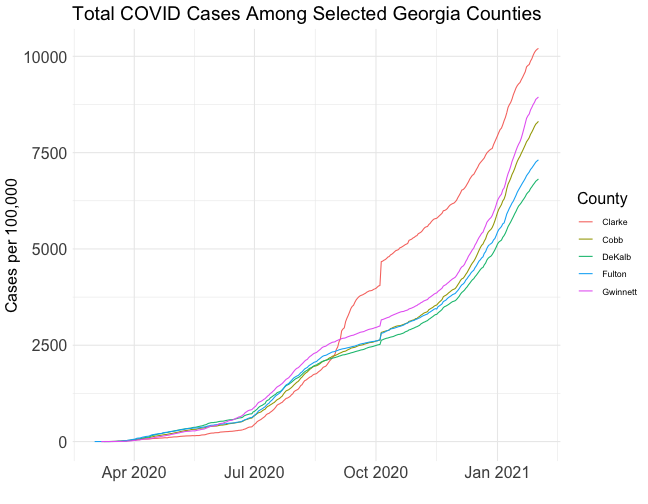 Total COVID Cases Among Selected Georgia Counties
Cases per 100,000
10000
7500
5000
2500
0
Apr 2020 Jul 2020 Oct 2020 Jan 2021
County
Clarke
Cobb
DeKalb
Fulton
Gwinnett